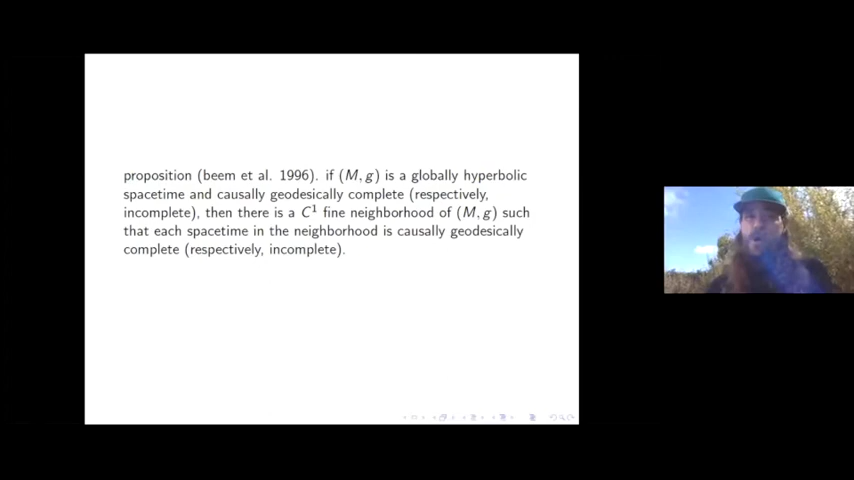 proposition (beem et al. 1996). if (M, g) is a globally hyperbolic
spacetime and causally geodesically complete (respectively,
incomplete), then there is a C¹ fine neighborhood of (M, g) such
that each spacetime in the neighborhood is causally geodesically
complete (respectively, incomplete).